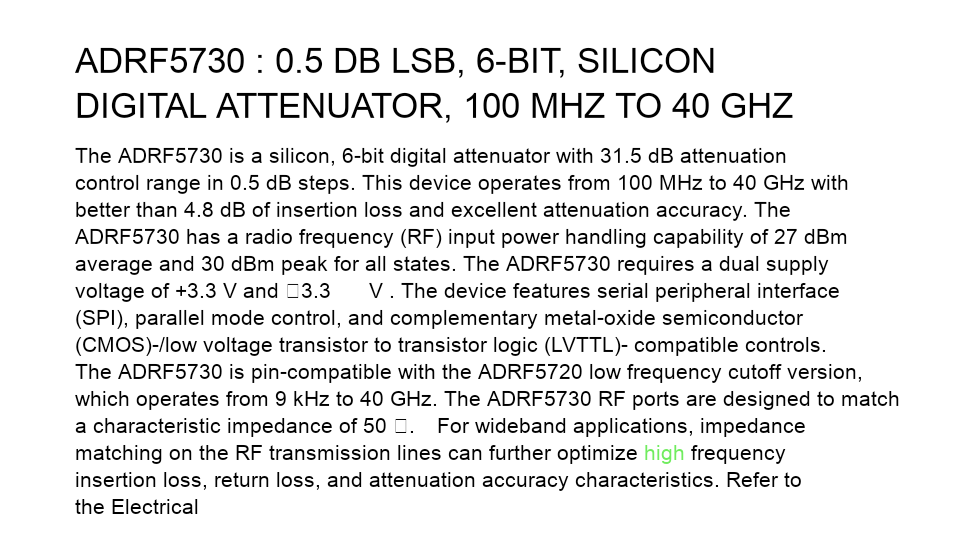 ADRF5730 : 0.5 DB LSB, 6-BIT, SILICON
DIGITAL ATTENUATOR, 100 MHZ TO 40 GHZ
The ADRF5730 is a silicon, 6-bit digital attenuator with 31.5 dB attenuation
control range in 0.5 dB steps. This device operates from 100 MHz to 40 GHz with
better than 4.8 dB of insertion loss and excellent attenuation accuracy. The
ADRF5730 has a radio frequency (RF) input power handling capability of 27 dBm
average and 30 dBm peak for all states. The ADRF5730 requires a dual supply
voltage of +3.3 V and □3.3 V . The device features serial peripheral interface
(SPI), parallel mode control, and complementary metal-oxide semiconductor
(CMOS)-/low voltage transistor to transistor logic (LVTTL)- compatible controls.
The ADRF5730 is pin-compatible with the ADRF5720 low frequency cutoff version,
which operates from 9 kHz to 40 GHz. The ADRF5730 RF ports are designed to match
a characteristic impedance of 50 □. For wideband applications, impedance
matching on the RF transmission lines can further optimize high frequency
insertion loss, return loss, and attenuation accuracy characteristics. Refer to
the Electrical